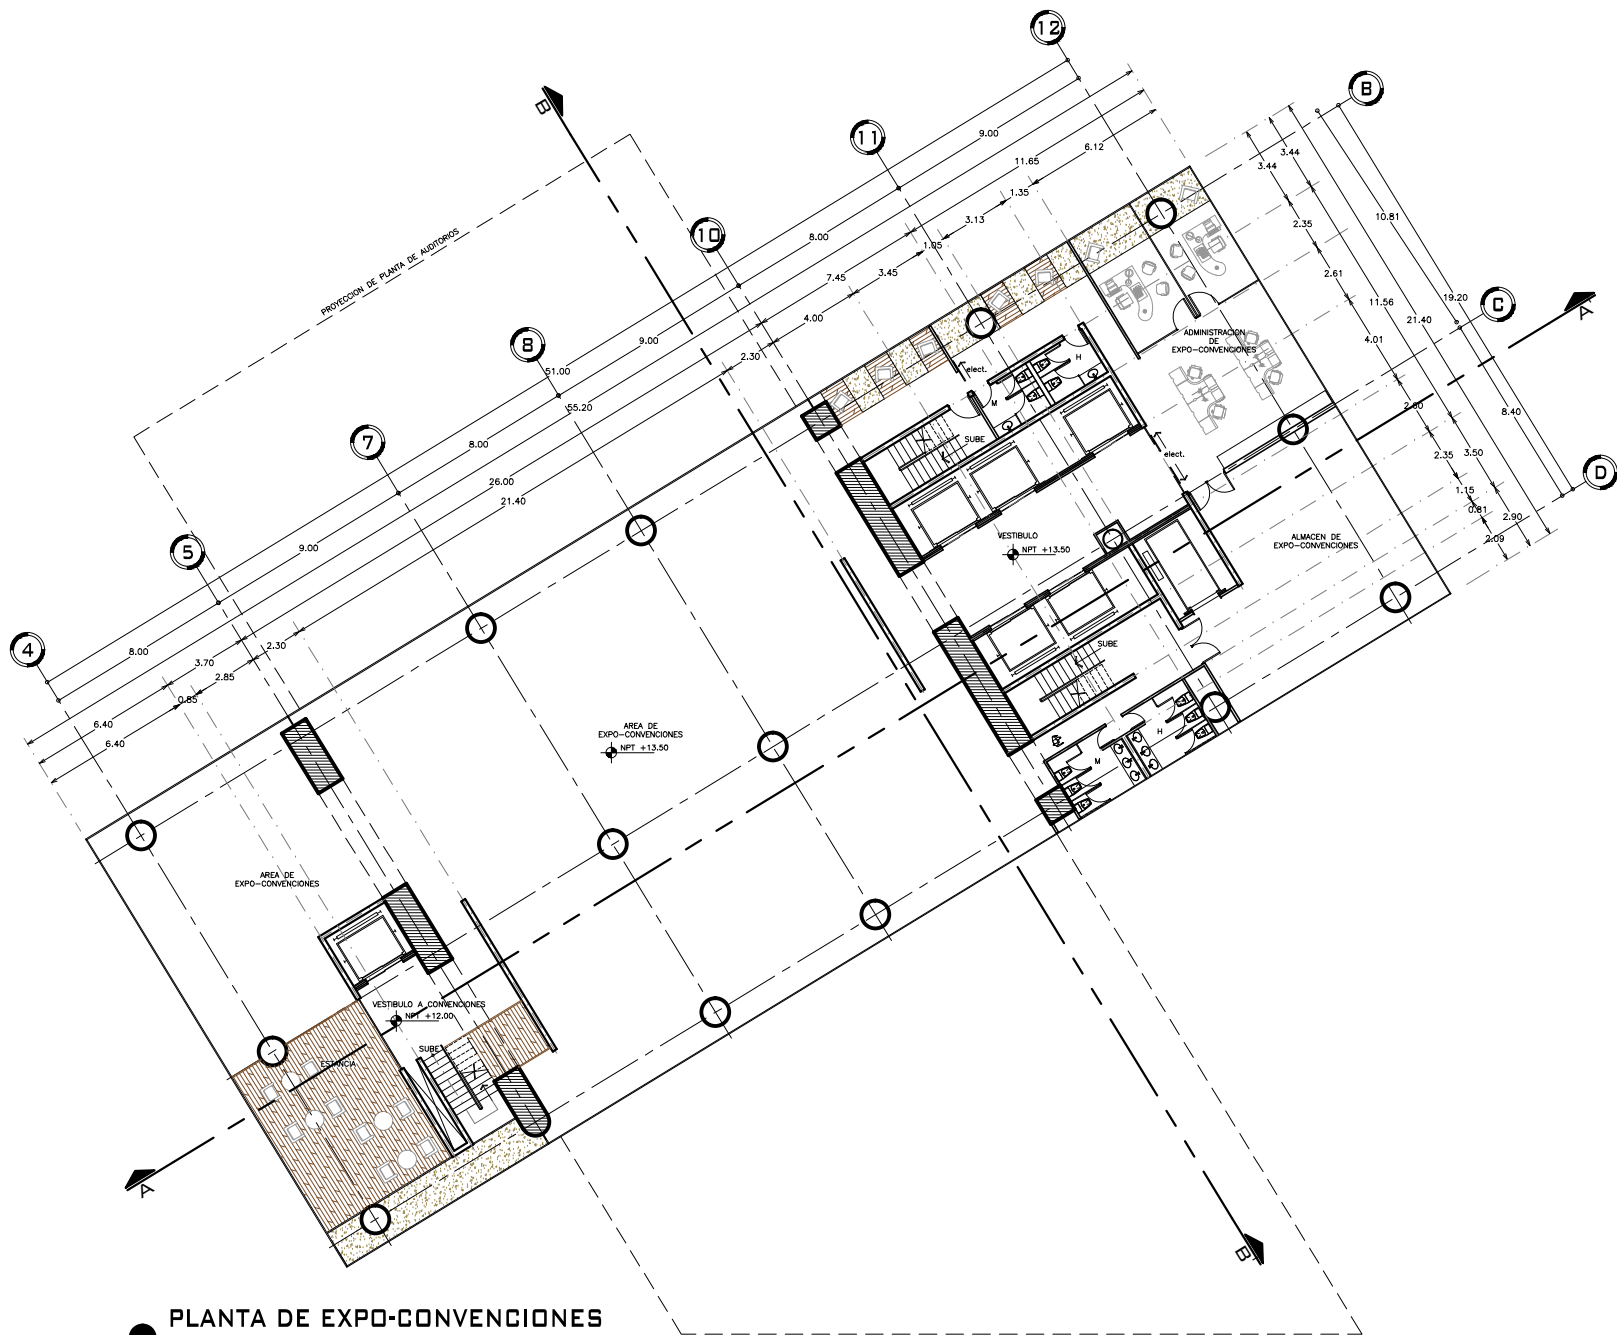 12
B
B
11
9.00
6.12
11.65
1.35
3.13
3.44
3.44
10.81
2.35
10
8.00
1.05
7.45
3.45
2.61
11.56
19.20
C
A
PROYECCION DE PLANTA DE AUDITORIOS
4.00
21.40
4.01
8
9.00
2.30
51.00
55.20
ADMINISTRACION
DE
EXPO-CONVENCIONES
elect.
H
M
2.60
8.40
7
8.00
SUBE
elect.
2.35
3.50
D
26.00
21.40
1.15
0.81
2.90
2.09
5
9.00
VESTIBULO
NPT +13.50
ALMACEN DE
EXPO-CONVENCIONES
4
8.00
3.70
2.30
2.85
0.85
6.40
6.40
SUBE
AREA DE
EXPO-CONVENCIONES
NPT +13.50
H
M
AREA DE
EXPO-CONVENCIONES
VESTIBULO A CONVENCIONES
NPT +12.00
SUBE
ESTANCIA
A
B
PLANTA DE EXPO-CONVENCIONES